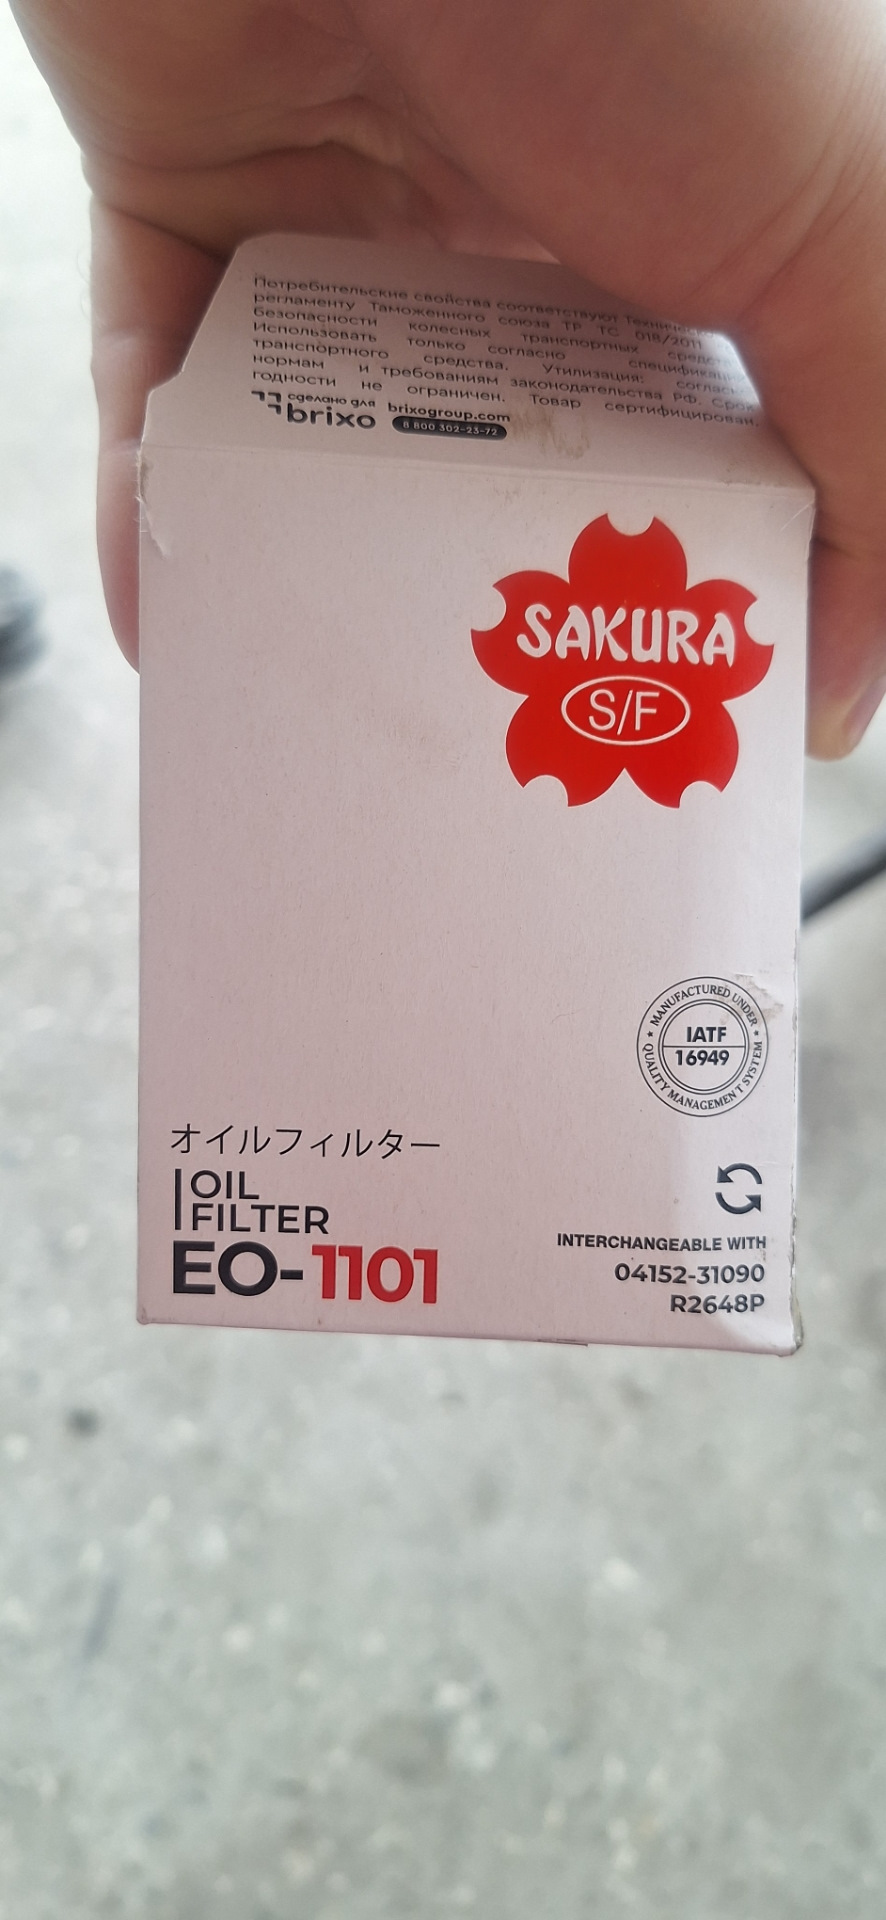 Потребительские свойства соответствуют
регламенту Таможенного союза ТР ТС 018/2011
безопасности колесных транспортных средств
Использовать только согласно
транспортного средства. Утилизация:
нормам и требованиям законодательства РФ. Срок
годности не ограничен. Товар сертифицирован.
сделано для
brixo
brixogroup.com
8 800 302-23-72
SAKURA
S/F
MANUFACTURED UNDER
IATF
16949
QUALITY MANAGEMENT SYSTEM
オイルフィルター
OIL
FILTER
EO-1101
INTERCHANGEABLE WITH
04152-31090
R2648P